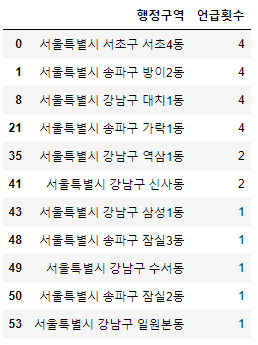 행정구역 언급횟수
0 서울특별시 서초구 서초4동 4
1 서울특별시 송파구 방이2동 4
8 서울특별시 강남구 대치1동 4
21 서울특별시 송파구 가락1동 4
35 서울특별시 강남구 역삼1동 2
41 서울특별시 강남구 신사동 2
43 서울특별시 강남구 삼성1동 1
48 서울특별시 송파구 잠실3동 1
49 서울특별시 강남구 수서동 1
50 서울특별시 송파구 잠실2동 1
53 서울특별시 강남구 일원본동 1